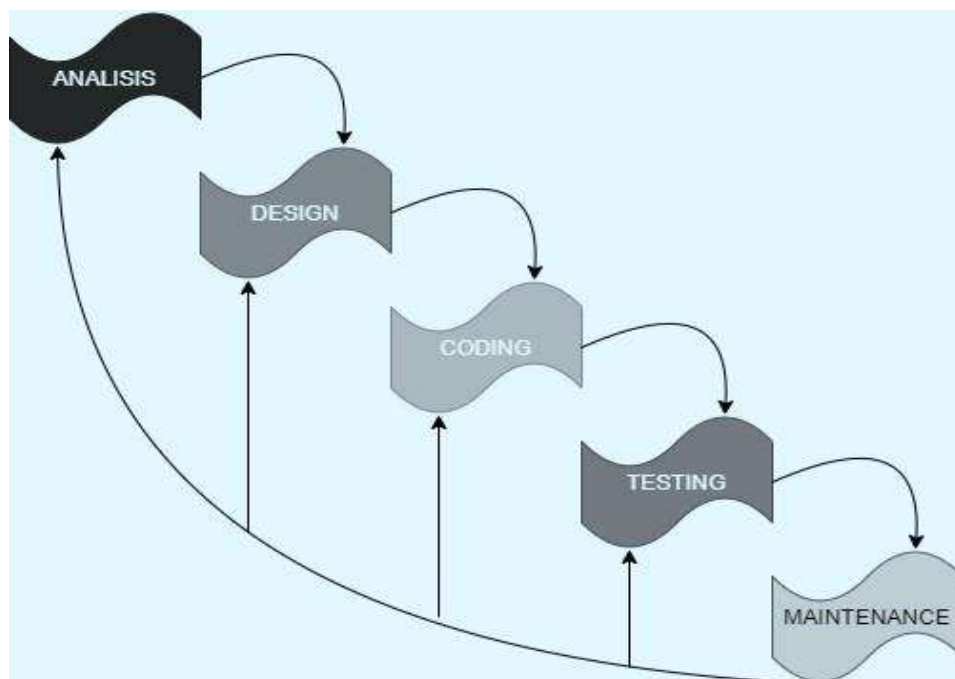 ANALISIS
DESIGN
CODING
TESTING
MAINTENANCE